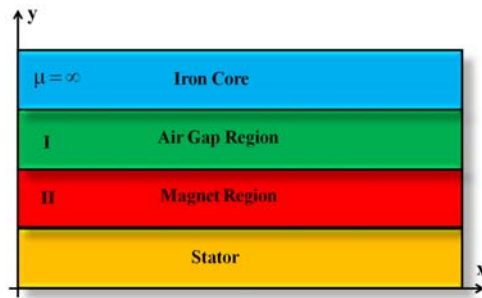 y
μ = ∞ Iron Core
I Air Gap Region
II Magnet Region
Stator
x